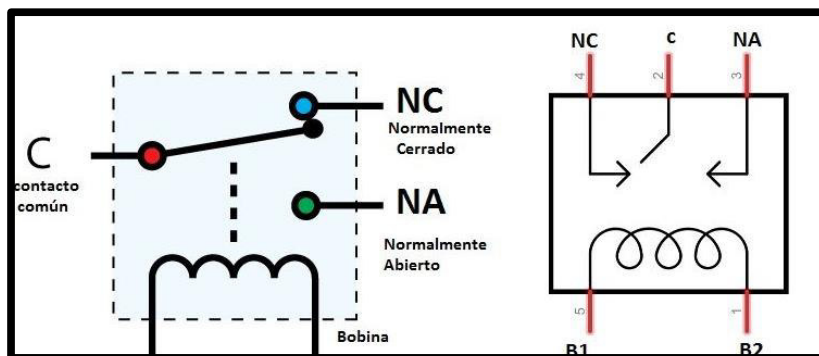 C
contacto
común
NC
Normalmente
Cerrado
NA
Normalmente
Abierto
Bobina
NC
c
NA
4
2
3
5
1
B1
B2